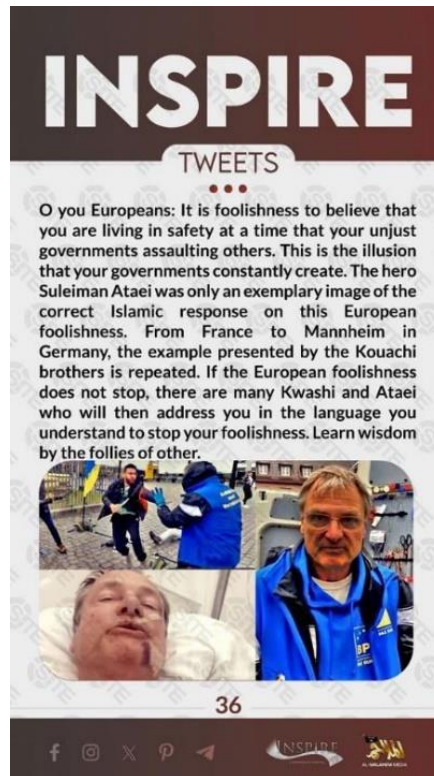 INSPIRE
TWEETS
O you Europeans: It is foolishness to believe that
you are living in safety at a time that your unjust
governments assaulting others. This is the illusion
that your governments constantly create. The hero
Suleiman Ataei was only an exemplary image of the
correct Islamic response on this European
foolishness. From France to Mannheim in
Germany, the example presented by the Kouachi
brothers is repeated. If the European foolishness
does not stop, there are many Kwashi and Ataei
who will then address you in the language you
understand to stop your foolishness. Learn wisdom
by the follies of other.
BP
36
INSPIRE
AL-MALAHEM MEDIA
SITE